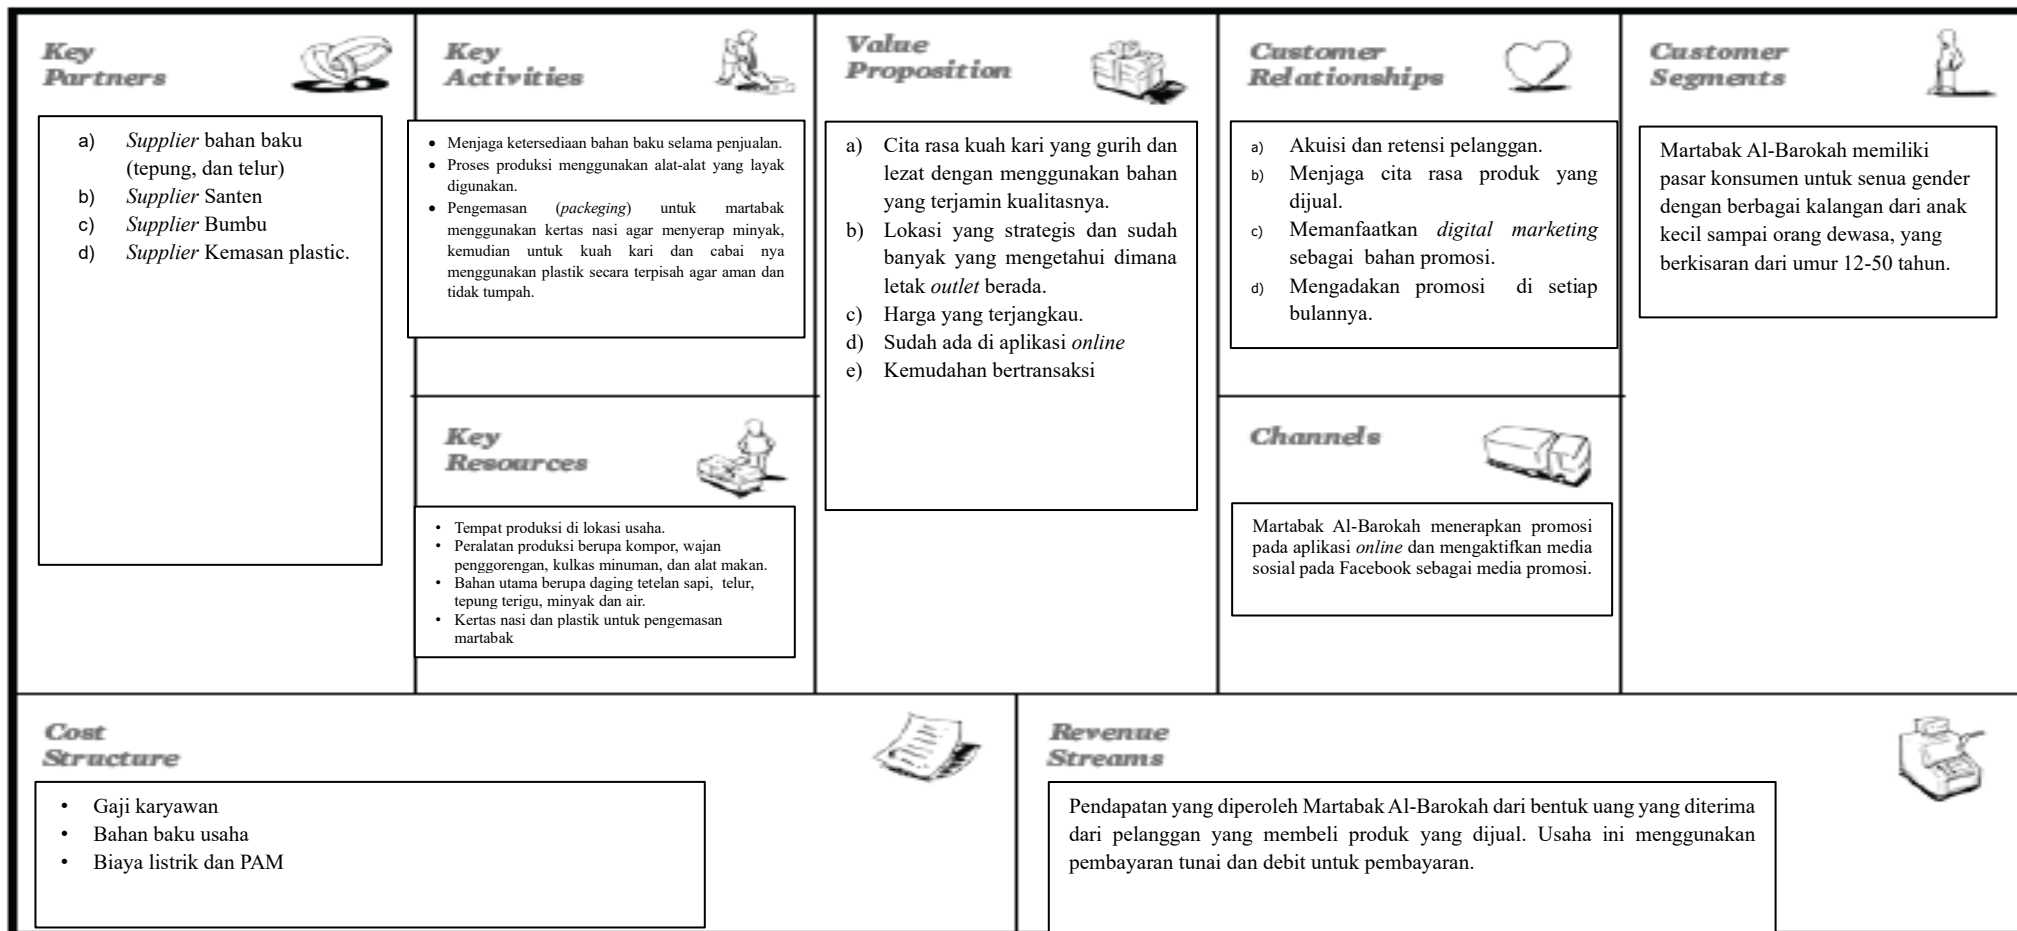 Key
Partners
a) Supplier bahan baku
(tepung, dan telur)
b) Supplier Santen
c) Supplier Bumbu
d) Supplier Kemasan plastic.
Key
Activities
• Menjaga ketersediaan bahan baku selama penjualan.
• Proses produksi menggunakan alat-alat yang layak
digunakan.
• Pengemasan (packeging) untuk martabak
menggunakan kertas nasi agar menyerap minyak,
kemudian untuk kuah kari dan cabai nya
menggunakan plastik secara terpisah agar aman dan
tidak tumpah.
Key
Resources
• Tempat produksi di lokasi usaha.
• Peralatan produksi berupa kompor, wajan
penggorengan, kulkas minuman, dan alat makan.
• Bahan utama berupa daging tetelan sapi, telur,
tepung terigu, minyak dan air.
• Kertas nasi dan plastik untuk pengemasan
martabak
Value
Proposition
a) Cita rasa kuah kari yang gurih dan
lezat dengan menggunakan bahan
yang terjamin kualitasnya.
b) Lokasi yang strategis dan sudah
banyak yang mengetahui dimana
letak outlet berada.
c) Harga yang terjangkau.
d) Sudah ada di aplikasi online
e) Kemudahan bertransaksi
Customer
Relationships
a) Akuisi dan retensi pelanggan.
b) Menjaga cita rasa produk yang
dijual.
c) Memanfaatkan digital marketing
sebagai bahan promosi.
d) Mengadakan promosi di setiap
bulannya.
Channels
Martabak Al-Barokah menerapkan promosi
pada aplikasi online dan mengaktifkan media
sosial pada Facebook sebagai media promosi.
Customer
Segments
Martabak Al-Barokah memiliki
pasar konsumen untuk senua gender
dengan berbagai kalangan dari anak
kecil sampai orang dewasa, yang
berkisaran dari umur 12-50 tahun.
Cost
Structure
• Gaji karyawan
• Bahan baku usaha
• Biaya listrik dan PAM
Revenue
Streams
Pendapatan yang diperoleh Martabak Al-Barokah dari bentuk uang yang diterima
dari pelanggan yang membeli produk yang dijual. Usaha ini menggunakan
pembayaran tunai dan debit untuk pembayaran.